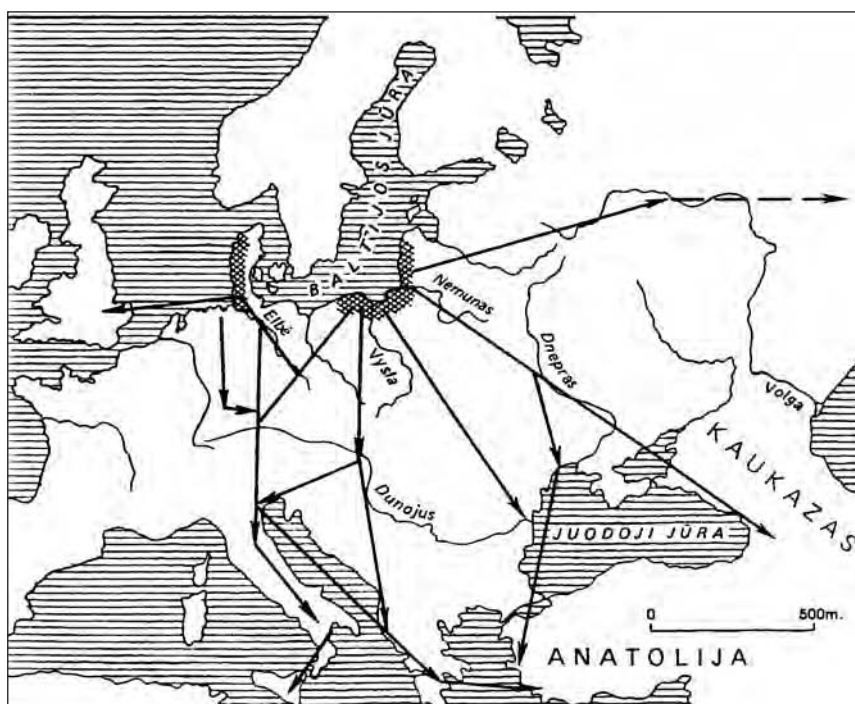 BALTIJOS JŪRA
Nemunas
Elbė
Vysla
Dnepras
Volga
KAUKAZAS
Dunojus
JUODOJI JŪRA
0 500m.
ANATOLIJA